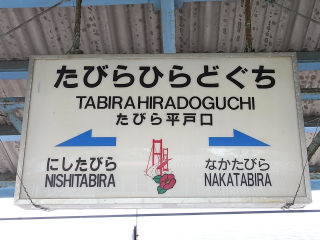 たびらひらどぐち
TABIRAHIRADOGUCHI
たびら平戸口
にしたびら なかたびら
NISHITABIRA NAKATABIRA